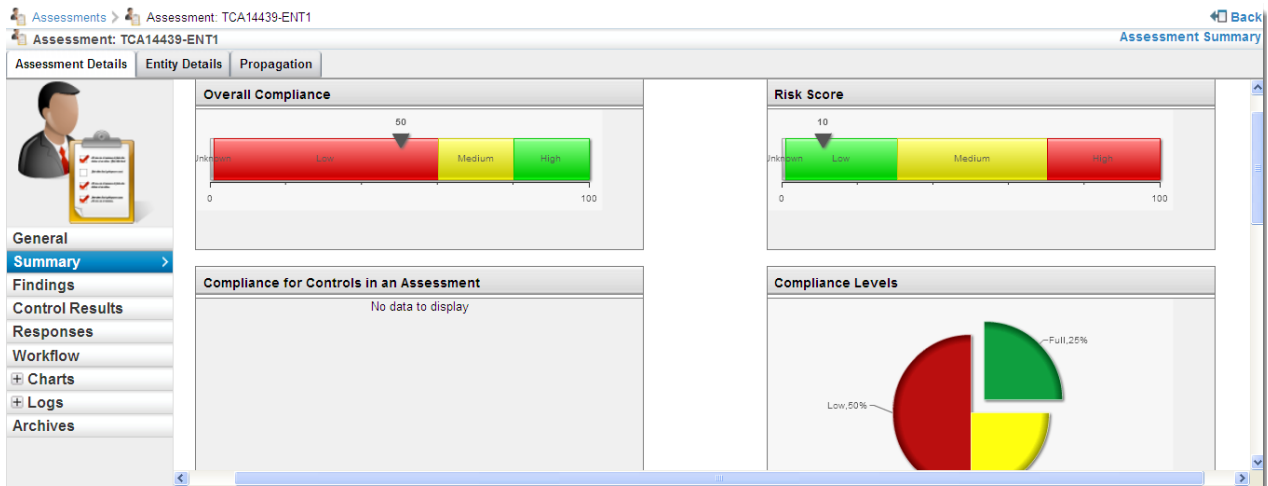 Assessments > Assessment: TCA14439-ENT1
Back
Assessment: TCA14439-ENT1
Assessment Summary
Assessment Details Entity Details Propagation
Overall Compliance
50
Unknown Low Medium High
0 100
Risk Score
10
Unknown Low Medium High
0 100
General
Summary >
Findings
Control Results
Responses
Workflow
Charts
Logs
Archives
Compliance for Controls in an Assessment
No data to display
Compliance Levels
Full,25%
Low,50%